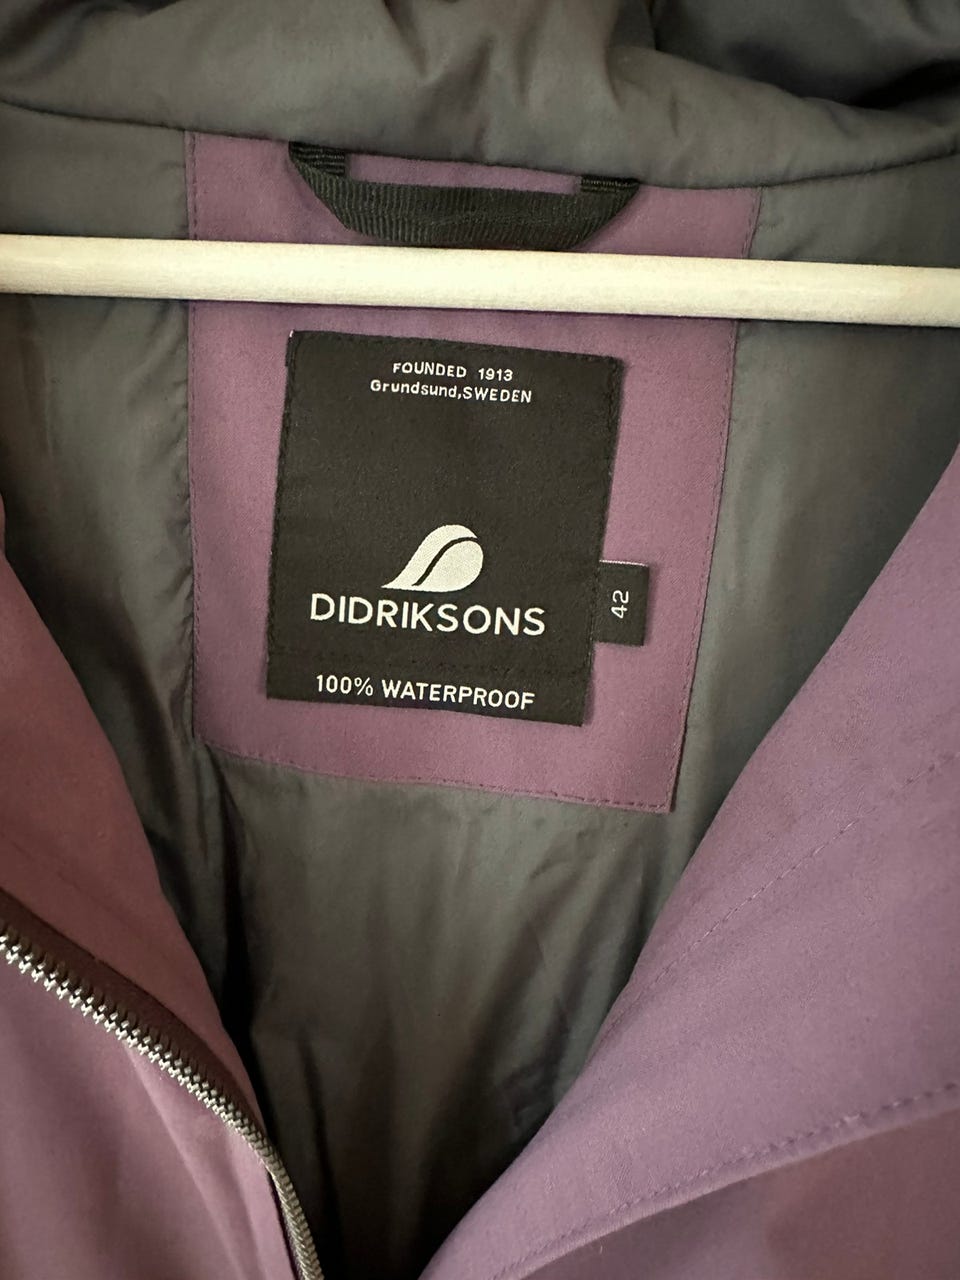 FOUNDED 1913
Grundsund,SWEDEN
DIDRIKSONS
42
100% WATERPROOF